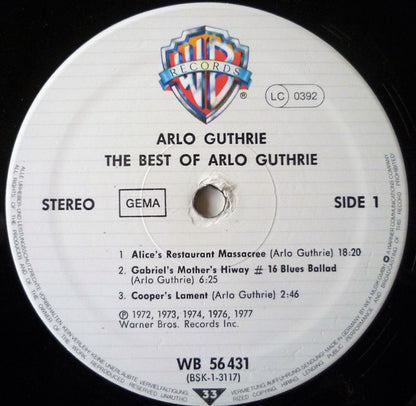 WB
RECORDS
®
LC 0392
ARLO GUTHRIE
THE BEST OF ARLO GUTHRIE
STEREO
GEMA
SIDE 1
1 Alice's Restaurant Massacree (Arlo Guthrie) 18:20
2. Gabriel's Mother's Hiway # 16 Blues Ballad
(Arlo Guthrie) 6:25
3. Cooper's Lament (Arlo Guthrie) 2:46
Ⓟ 1972, 1973, 1974, 1976, 1977
Warner Bros. Records Inc.
WB 56 431
(BSK-1-3117)
33